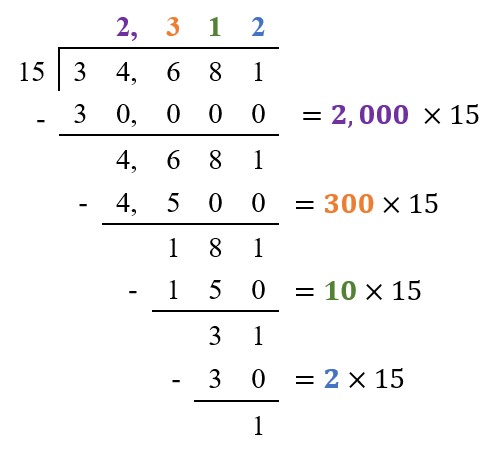 2, 3 1 2
15 3 4, 6 8 1
- 3 0, 0 0 0 = 2,000 × 15
4, 6 8 1
- 4, 5 0 0 = 300 × 15
1 8 1
- 1 5 0 = 10 × 15
3 1
- 3 0 = 2 × 15
1